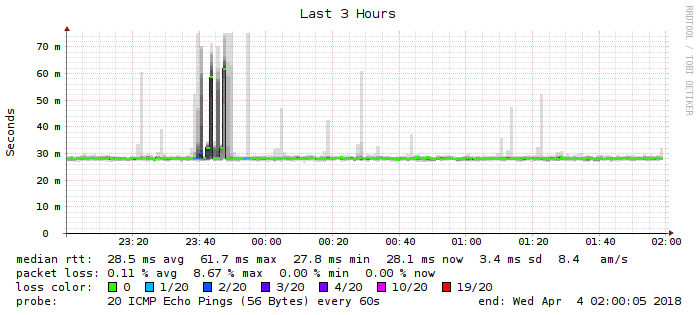 Last 3 Hours
RRDTOOL / TOBI OETIKER
Seconds
70 m
60 m
50 m
40 m
30 m
20 m
10 m
0
23:20 23:40 00:00 00:20 00:40 01:00 01:20 01:40 02:00
median rtt: 28.5 ms avg 61.7 ms max 27.8 ms min 28.1 ms now 3.4 ms sd 8.4 am/s
packet loss: 0.11 % avg 8.67 % max 0.00 % min 0.00 % now
loss color: 0 1/20 2/20 3/20 4/20 10/20 19/20
probe: 20 ICMP Echo Pings (56 Bytes) every 60s end: Wed Apr 4 02:00:05 2018